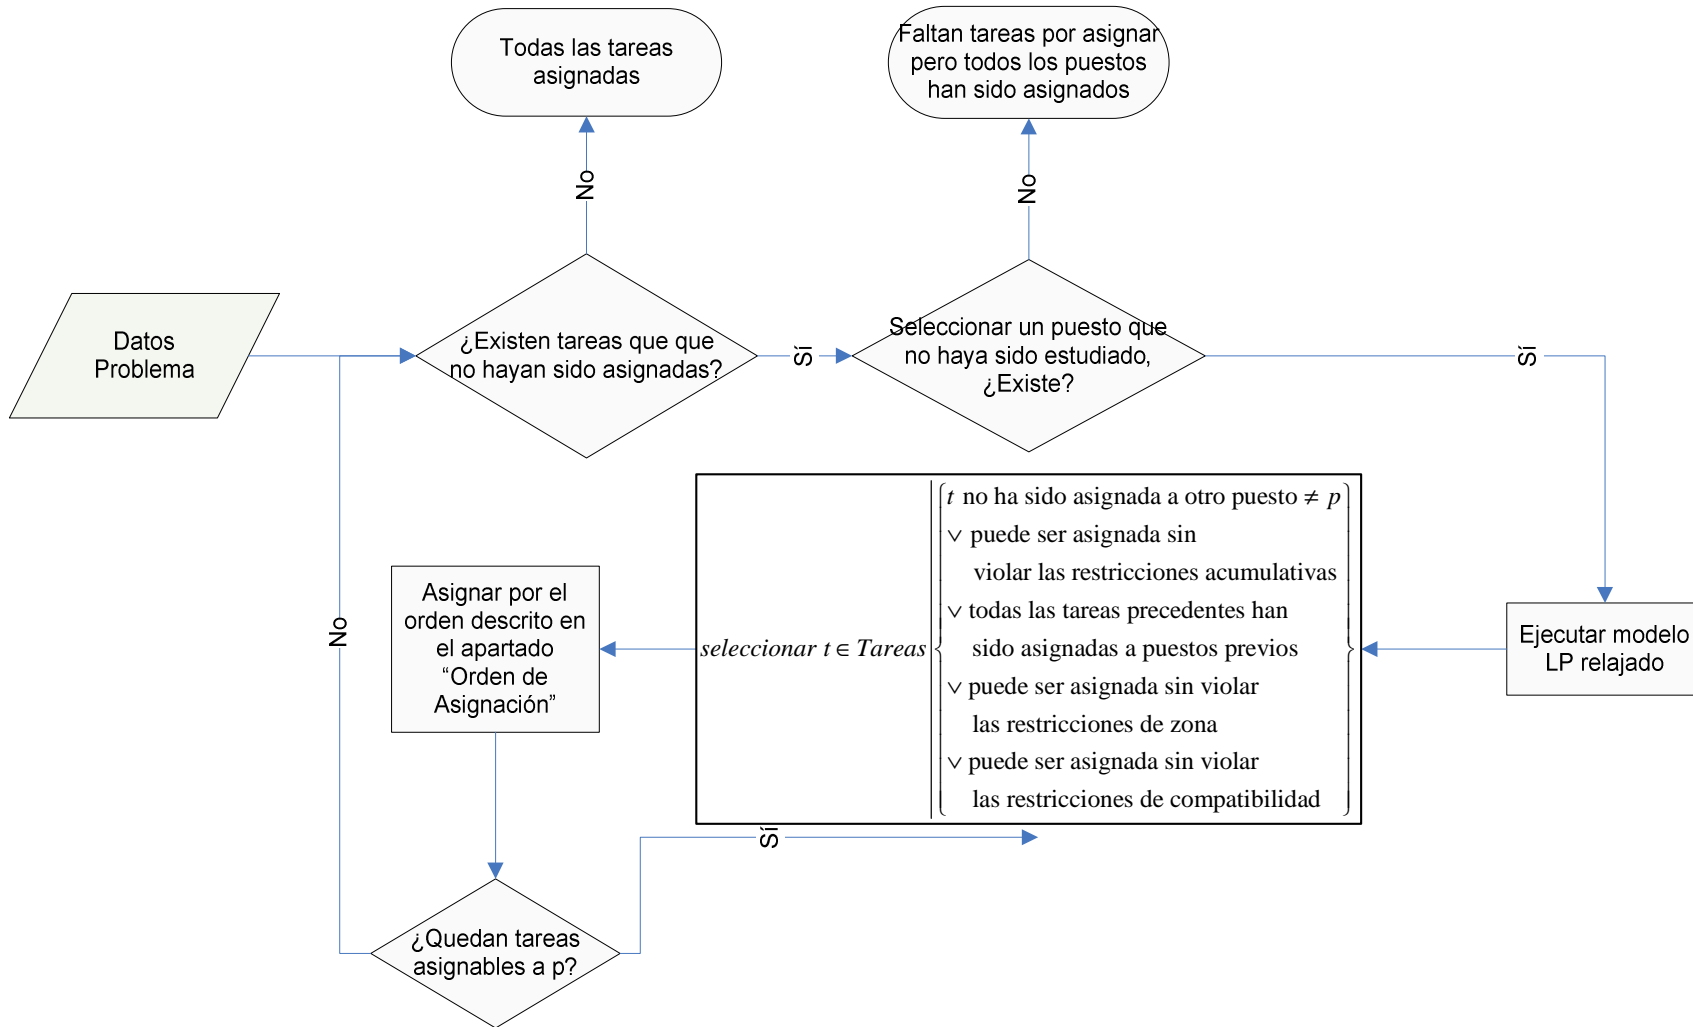 Todas las tareas
asignadas
Faltan tareas por asignar
pero todos los puestos
han sido asignados
No
No
Datos
Problema
¿Existen tareas que que
no hayan sido asignadas?
Sí
Seleccionar un puesto que
no haya sido estudiado,
¿Existe?
Sí
Ejecutar modelo
LP relajado
seleccionar t ∈ Tareas
t no ha sido asignada a otro puesto ≠ p
∨ puede ser asignada sin
violar las restricciones acumulativas
∨ todas las tareas precedentes han
sido asignadas a puestos previos
∨ puede ser asignada sin violar
las restricciones de zona
∨ puede ser asignada sin violar
las restricciones de compatibilidad
Asignar por el
orden descrito en
el apartado
“Orden de
Asignación”
No
Sí
¿Quedan tareas
asignables a p?